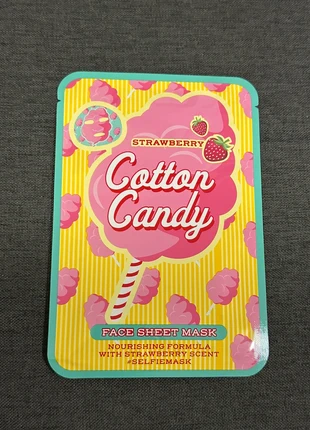 STRAWBERRY
Cotton
Candy
FACE SHEET MASK
NOURISHING FORMULA
WITH STRAWBERRY SCENT
#SELFIEMASK